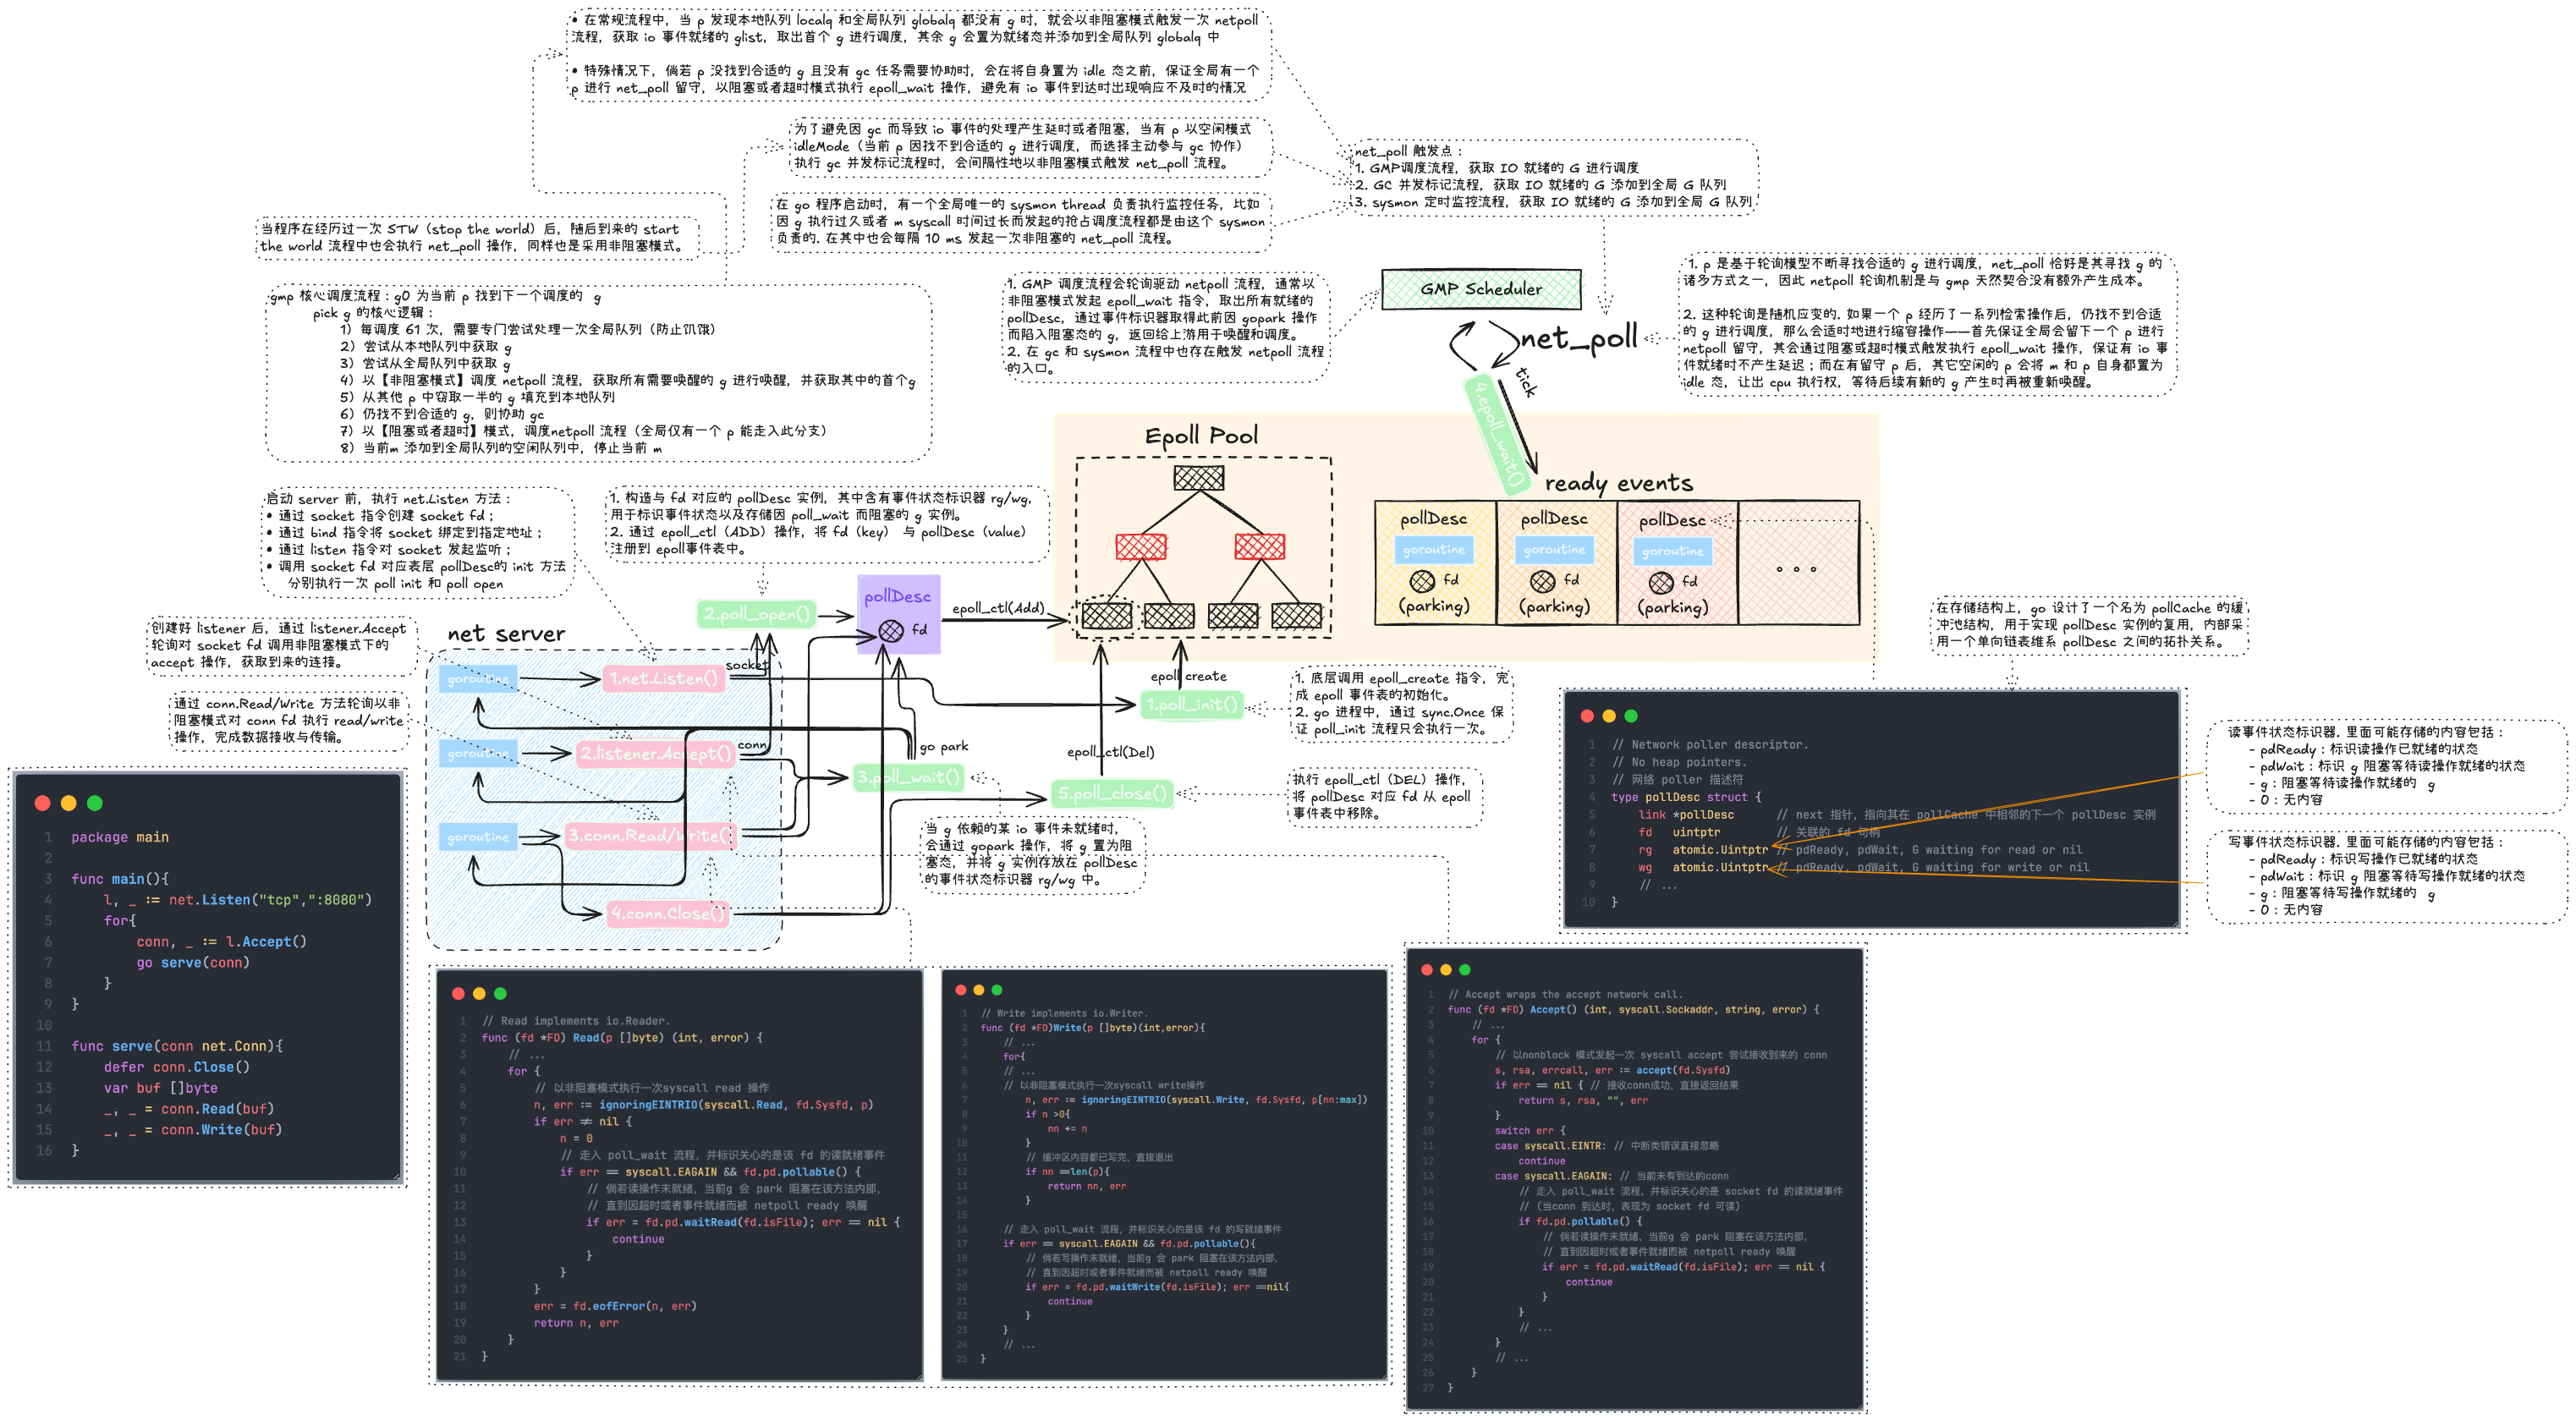 • 在常规流程中，当 p 发现本地队列 localq 和全局队列 globalq 都没有 g 时，就会以非阻塞模式触发一次 netpoll
流程，获取 io 事件就绪的 glist，取出首个 g 进行调度，其余 g 会置为就绪态并添加到全局队列 globalq 中
• 特殊情况下，倘若 p 没找到合适的 g 且没有 gc 任务需要协助时，会在将自身置为 idle 态之前，保证全局有一个
p 进行 net_poll 留守，以阻塞或者超时模式执行 epoll_wait 操作，避免有 io 事件到达时出现响应不及时的情况
为了避免因 gc 而导致 io 事件的处理产生延时或者阻塞，当有 p 以空闲模式
idleMode（当前 p 因找不到合适的 g 进行调度，而选择主动参与 gc 协作）
执行 gc 并发标记流程时，会间隔性地以非阻塞模式触发 net_poll 流程。
net_poll 触发点：
1. GMP调度流程，获取 IO 就绪的 G 进行调度
2. GC 并发标记流程，获取 IO 就绪的 G 添加到全局 G 队列
3. sysmon 定时监控流程，获取 IO 就绪的 G 添加到全局 G 队列
在 go 程序启动时，有一个全局唯一的 sysmon thread 负责执行监控任务，比如
因 g 执行过久或者 m syscall 时间过长而发起的抢占调度流程都是由这个 sysmon
负责的. 在其中也会每隔 10 ms 发起一次非阻塞的 net_poll 流程。
当程序在经历过一次 STW（stop the world）后，随后到来的 start
the world 流程中也会执行 net_poll 操作，同样也是采用非阻塞模式。
gmp 核心调度流程：g0 为当前 p 找到下一个调度的 g
pick g 的核心逻辑：
1）每调度 61 次，需要专门尝试处理一次全局队列（防止饥饿）
2）尝试从本地队列中获取 g
3）尝试从全局队列中获取 g
4）以【非阻塞模式】调度 netpoll 流程，获取所有需要唤醒的 g 进行唤醒，并获取其中的首个g
5）从其他 p 中窃取一半的 g 填充到本地队列
6）仍找不到合适的 g，则协助 gc
7）以【阻塞或者超时】模式，调度netpoll 流程（全局仅有一个 p 能走入此分支）
8）当前m 添加到全局队列的空闲队列中，停止当前 m
1. GMP 调度流程会轮询驱动 netpoll 流程，通常以
非阻塞模式发起 epoll_wait 指令，取出所有就绪的
pollDesc，通过事件标识器取得此前因 gopark 操作
而陷入阻塞态的 g，返回给上游用于唤醒和调度。
2. 在 gc 和 sysmon 流程中也存在触发 netpoll 流程
的入口。
GMP Scheduler
net_poll
tick
4.epoll_wait()
1. p 是基于轮询模型不断寻找合适的 g 进行调度，net_poll 恰好是其寻找 g 的
诸多方式之一，因此 netpoll 轮询机制是与 gmp 天然契合没有额外产生成本。
2. 这种轮询是随机应变的. 如果一个 p 经历了一系列检索操作后，仍找不到合适
的 g 进行调度，那么会适时地进行缩容操作——首先保证全局会留下一个 p 进行
netpoll 留守，其会通过阻塞或超时模式触发执行 epoll_wait 操作，保证有 io 事
件就绪时不产生延迟；而在有留守 p 后，其它空闲的 p 会将 m 和 p 自身都置为
idle 态，让出 cpu 执行权，等待后续有新的 g 产生时再被重新唤醒。
Epoll Pool
ready events
pollDesc
goroutine
fd
(parking)
pollDesc
goroutine
fd
(parking)
pollDesc
goroutine
fd
(parking)
启动 server 前，执行 net.Listen 方法：
• 通过 socket 指令创建 socket fd；
• 通过 bind 指令将 socket 绑定到指定地址；
• 通过 listen 指令对 socket 发起监听；
• 调用 socket fd 对应表层 pollDesc的 init 方法
分别执行一次 poll init 和 poll open
1. 构造与 fd 对应的 pollDesc 实例，其中含有事件状态标识器 rg/wg，
用于标识事件状态以及存储因 poll_wait 而阻塞的 g 实例。
2. 通过 epoll_ctl（ADD）操作，将 fd（key） 与 pollDesc（value）
注册到 epoll事件表中。
创建好 listener 后，通过 listener.Accept
轮询对 socket fd 调用非阻塞模式下的
accept 操作，获取到来的连接。
通过 conn.Read/Write 方法轮询以非
阻塞模式对 conn fd 执行 read/write
操作，完成数据接收与传输。
net server
goroutine
1.net.Listen()
socket
goroutine
2.listener.Accept()
conn
goroutine
3.conn.Read/Write()
4.conn.Close()
2.poll_open()
pollDesc
fd
epoll_ctl(Add)
epoll create
1.poll_init()
1. 底层调用 epoll_create 指令，完
成 epoll 事件表的初始化。
2. go 进程中，通过 sync.Once 保
证 poll_init 流程只会执行一次。
go park
3.poll_wait()
epoll_ctl(Del)
5.poll_close()
执行 epoll_ctl（DEL）操作，
将 pollDesc 对应 fd 从 epoll
事件表中移除。
当 g 依赖的某 io 事件未就绪时，
会通过 gopark 操作，将 g 置为阻
塞态，并将 g 实例存放在 pollDesc
的事件状态标识器 rg/wg 中。
在存储结构上，go 设计了一个名为 pollCache 的缓
冲池结构，用于实现 pollDesc 实例的复用，内部采
用一个单向链表维系 pollDesc 之间的拓扑关系。
1 // Network poller descriptor.
2 // No heap pointers.
3 // 网络 poller 描述符
4 type pollDesc struct {
5 link *pollDesc // next 指针，指向其在 pollCache 中相邻的下一个 pollDesc 实例
6 fd uintptr // 关联的 fd 句柄
7 rg atomic.Uintptr // pdReady, pdWait, G waiting for read or nil
8 wg atomic.Uintptr // pdReady, pdWait, G waiting for write or nil
9 // ...
10 }
读事件状态标识器. 里面可能存储的内容包括：
- pdReady：标识读操作已就绪的状态
- pdWait：标识 g 阻塞等待读操作就绪的状态
- g：阻塞等待读操作就绪的 g
- 0：无内容
写事件状态标识器. 里面可能存储的内容包括：
- pdReady：标识写操作已就绪的状态
- pdWait：标识 g 阻塞等待写操作就绪的状态
- g：阻塞等待写操作就绪的 g
- 0：无内容
1 package main
2
3 func main(){
4 l, _ := net.Listen("tcp",":8080")
5 for{
6 conn, _ := l.Accept()
7 go serve(conn)
8 }
9 }
10
11 func serve(conn net.Conn){
12 defer conn.Close()
13 var buf []byte
14 _, _ = conn.Read(buf)
15 _, _ = conn.Write(buf)
16 }
1 // Read implements io.Reader.
2 func (fd *FD) Read(p []byte) (int, error) {
3 // ...
4 for {
5 // 以非阻塞模式执行一次syscall read 操作
6 n, err := ignoringEINTRIO(syscall.Read, fd.Sysfd, p)
7 if err != nil {
8 n = 0
9 // 走入 poll_wait 流程，并标识关心的是该 fd 的读就绪事件
10 if err == syscall.EAGAIN && fd.pd.pollable() {
11 // 倘若读操作未就绪，当前g 会 park 阻塞在该方法内部，
12 // 直到因超时或者事件就绪而被 netpoll ready 唤醒
13 if err = fd.pd.waitRead(fd.isFile); err == nil {
14 continue
15 }
16 }
17 }
18 err = fd.eofError(n, err)
19 return n, err
20 }
21 }
1 // Write implements io.Writer.
2 func (fd *FD)Write(p []byte)(int,error){
3 // ...
4 for{
5 // ...
6 // 以非阻塞模式执行一次syscall write操作
7 n, err := ignoringEINTRIO(syscall.Write, fd.Sysfd, p[nn:max])
8 if n >0{
9 nn += n
10 }
11 // 缓冲区内容都已写完，直接退出
12 if nn ==len(p){
13 return nn, err
14 }
15
16 // 走入 poll_wait 流程，并标识关心的是该 fd 的写就绪事件
17 if err == syscall.EAGAIN && fd.pd.pollable(){
18 // 倘若写操作未就绪，当前g 会 park 阻塞在该方法内部，
19 // 直到因超时或者事件就绪而被 netpoll ready 唤醒
20 if err = fd.pd.waitWrite(fd.isFile); err ==nil{
21 continue
22 }
23 }
24 // ...
25 }
1 // Accept wraps the accept network call.
2 func (fd *FD) Accept() (int, syscall.Sockaddr, string, error) {
3 // ...
4 for {
5 // 以nonblock 模式发起一次 syscall accept 尝试接收到来的 conn
6 s, rsa, errcall, err := accept(fd.Sysfd)
7 if err == nil { // 接收conn成功，直接返回结果
8 return s, rsa, "", err
9 }
10 switch err {
11 case syscall.EINTR: // 中断类错误直接忽略
12 continue
13 case syscall.EAGAIN: // 当前未有到达的conn
14 // 走入 poll_wait 流程，并标识关心的是 socket fd 的读就绪事件
15 // (当conn 到达时，表现为 socket fd 可读)
16 if fd.pd.pollable() {
17 // 倘若读操作未就绪，当前g 会 park 阻塞在该方法内部，
18 // 直到因超时或者事件就绪而被 netpoll ready 唤醒
19 if err = fd.pd.waitRead(fd.isFile); err == nil {
20 continue
21 }
22 }
23 // ...
24 }
25 // ...
26 }
27 }